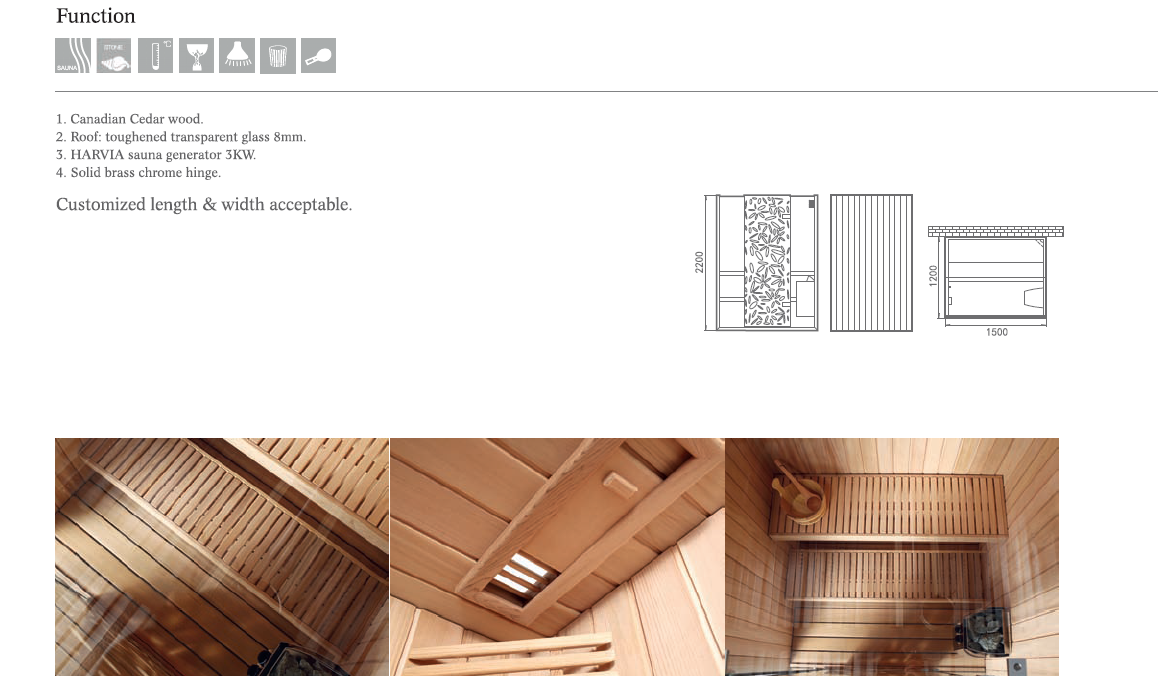 Function
SAUNA
°C
1. Canadian Cedar wood.
2. Roof: toughened transparent glass 8mm.
3. HARVIA sauna generator 3KW.
4. Solid brass chrome hinge.
Customized length & width acceptable.
2200
1200
1500